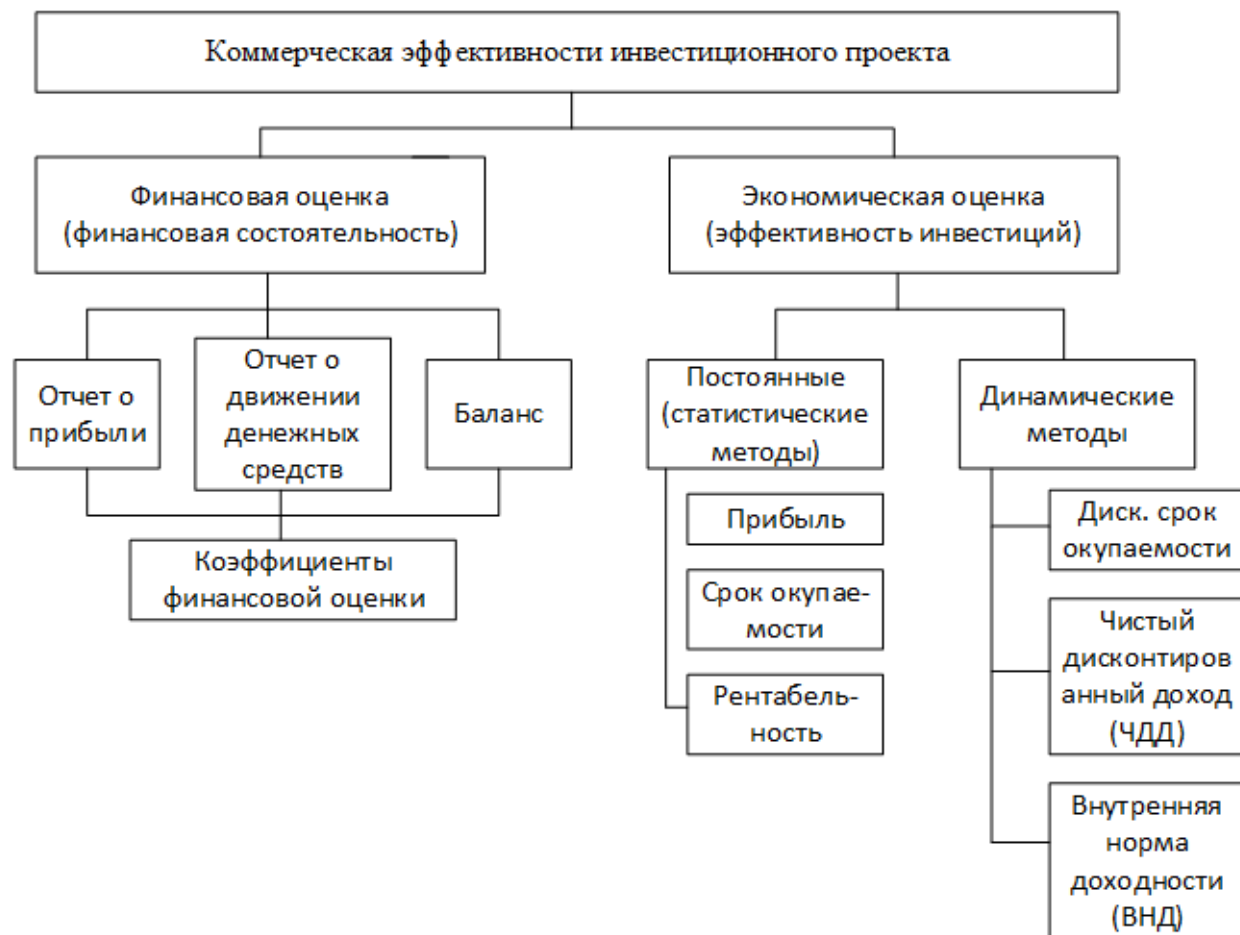 Коммерческая эффективности инвестиционного проекта
Финансовая оценка
(финансовая состоятельность)
Экономическая оценка
(эффективность инвестиций)
Отчет о
прибыли
Отчет о
движении
денежных
средств
Баланс
Коэффициенты
финансовой оценки
Постоянные
(статистические
методы)
Прибыль
Срок окупае-
мости
Рентабель-
ность
Динамические
методы
Диск. срок
окупаемости
Чистый
дисконтиров
анный доход
(ЧДД)
Внутренняя
норма
доходности
(ВНД)